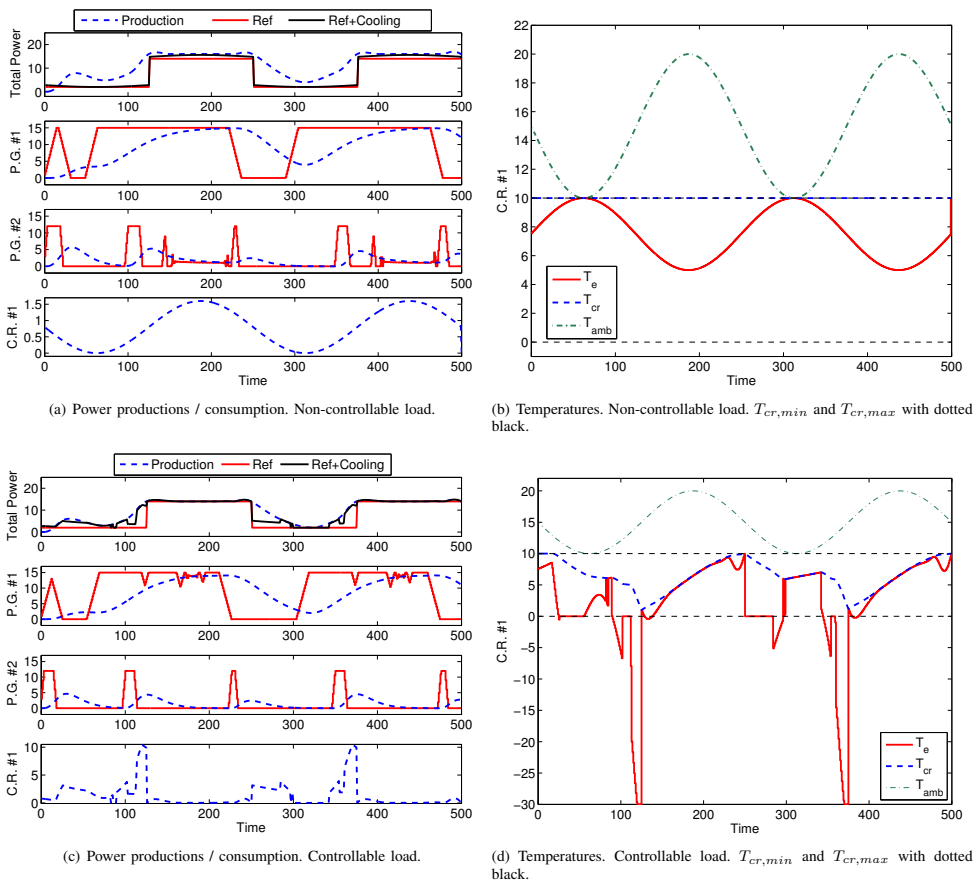 Production Ref Ref+Cooling
Total Power
20
10
0
0 100 200 300 400 500
P.G. #1
15
10
5
0
0 100 200 300 400 500
P.G. #2
15
10
5
0
0 100 200 300 400 500
C.R. #1
1.5
1
0.5
0
0 100 200 300 400 500
Time
(a) Power productions / consumption. Non-controllable load.
C.R. #1
22
20
18
16
14
12
10
8
6
4
2
0
T_e
T_cr
T_amb
0 100 200 300 400 500
Time
(b) Temperatures. Non-controllable load. T_{cr,min} and T_{cr,max} with dotted
black.
Production Ref Ref+Cooling
Total Power
20
10
0
0 100 200 300 400 500
P.G. #1
15
10
5
0
0 100 200 300 400 500
P.G. #2
15
10
5
0
0 100 200 300 400 500
C.R. #1
10
5
0
0 100 200 300 400 500
Time
(c) Power productions / consumption. Controllable load.
C.R. #1
20
15
10
5
0
−5
−10
−15
−20
−25
−30
T_e
T_cr
T_amb
0 100 200 300 400 500
Time
(d) Temperatures. Controllable load. T_{cr,min} and T_{cr,max} with dotted
black.